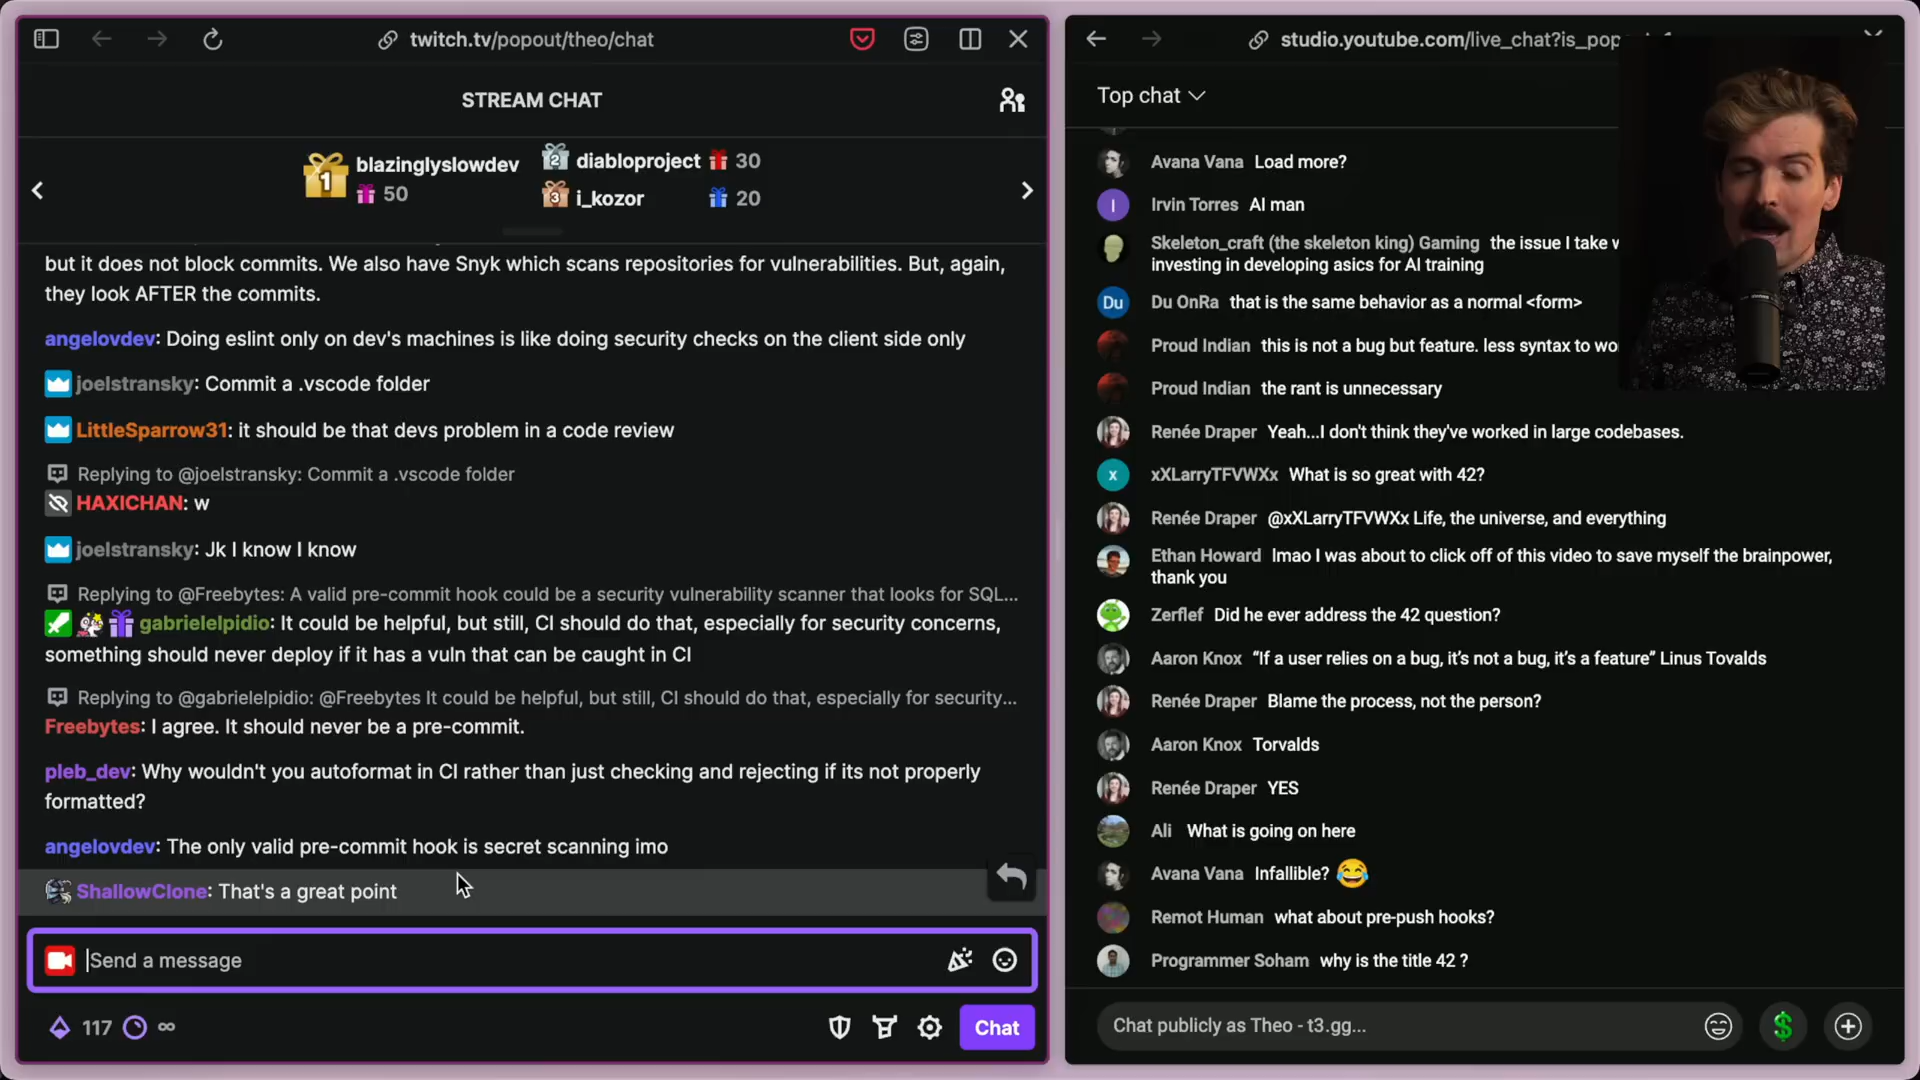 twitch.tv/popout/theo/chat
STREAM CHAT
1
blazinglyslowdev
50
2
diabloproject
30
3
i_kozor
20
but it does not block commits. We also have Snyk which scans repositories for vulnerabilities. But, again,
they look AFTER the commits.
angelovdev: Doing eslint only on dev's machines is like doing security checks on the client side only
joelstransky: Commit a .vscode folder
LittleSparrow31: it should be that devs problem in a code review
Replying to @joelstransky: Commit a .vscode folder
HAXICHAN: w
joelstransky: Jk I know I know
Replying to @Freebytes: A valid pre-commit hook could be a security vulnerability scanner that looks for SQL...
gabrielelpidio: It could be helpful, but still, CI should do that, especially for security concerns,
something should never deploy if it has a vuln that can be caught in CI
Replying to @gabrielelpidio: @Freebytes It could be helpful, but still, CI should do that, especially for security...
Freebytes: I agree. It should never be a pre-commit.
pleb_dev: Why wouldn't you autoformat in CI rather than just checking and rejecting if its not properly
formatted?
angelovdev: The only valid pre-commit hook is secret scanning imo
ShallowClone: That's a great point
Send a message
117
∞
Chat
studio.youtube.com/live_chat?is_pop
Top chat
Avana Vana Load more?
I
Irvin Torres AI man
Skeleton_craft (the skeleton king) Gaming the issue I take
investing in developing asics for AI training
Du
Du OnRa that is the same behavior as a normal <form>
Proud Indian this is not a bug but feature. less syntax to
Proud Indian the rant is unnecessary
Renée Draper Yeah...I don't think they've worked in large codebases.
x
xXLarryTFVWXx What is so great with 42?
Renée Draper @xXLarryTFVWXx Life, the universe, and everything
Ethan Howard lmao I was about to click off of this video to save myself the brainpower,
thank you
Zerflef Did he ever address the 42 question?
Aaron Knox “If a user relies on a bug, it’s not a bug, it’s a feature” Linus Tovalds
Renée Draper Blame the process, not the person?
Aaron Knox Torvalds
Renée Draper YES
Ali What is going on here
Avana Vana Infallible? 😂
Remot Human what about pre-push hooks?
Programmer Soham why is the title 42 ?
Chat publicly as Theo - t3.gg...